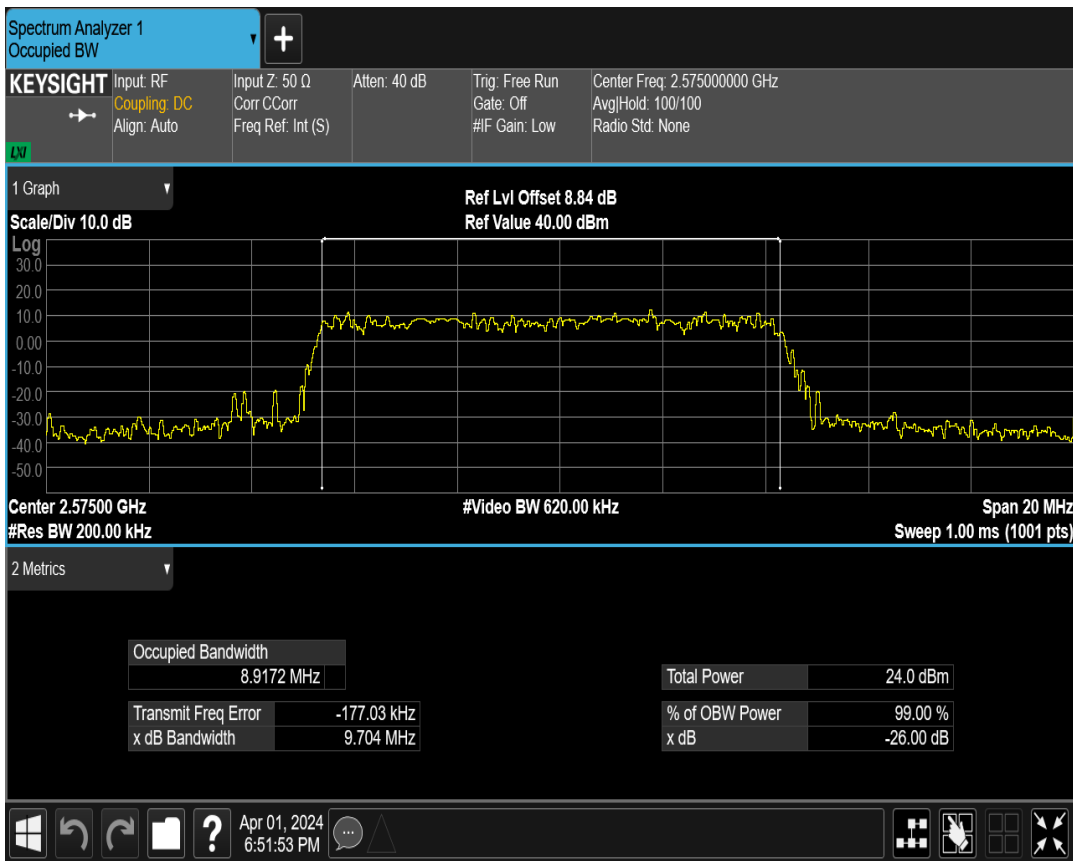 Spectrum Analyzer 1
Occupied BW
+
KEYSIGHT
LXI
Input: RF
Coupling: DC
Align: Auto
Input Z: 50 Ω
Corr CCorr
Freq Ref: Int (S)
Atten: 40 dB
Trig: Free Run
Gate: Off
#IF Gain: Low
Center Freq: 2.575000000 GHz
Avg|Hold: 100/100
Radio Std: None
1 Graph
Ref Lvl Offset 8.84 dB
Scale/Div 10.0 dB Ref Value 40.00 dBm
Log
30.0
20.0
10.0
0.00
-10.0
-20.0
-30.0
-40.0
-50.0
Center 2.57500 GHz #Video BW 620.00 kHz Span 20 MHz
#Res BW 200.00 kHz Sweep 1.00 ms (1001 pts)
2 Metrics
Occupied Bandwidth
8.9172 MHz
Total Power 24.0 dBm
Transmit Freq Error -177.03 kHz % of OBW Power 99.00 %
x dB Bandwidth 9.704 MHz x dB -26.00 dB
? Apr 01, 2024
6:51:53 PM